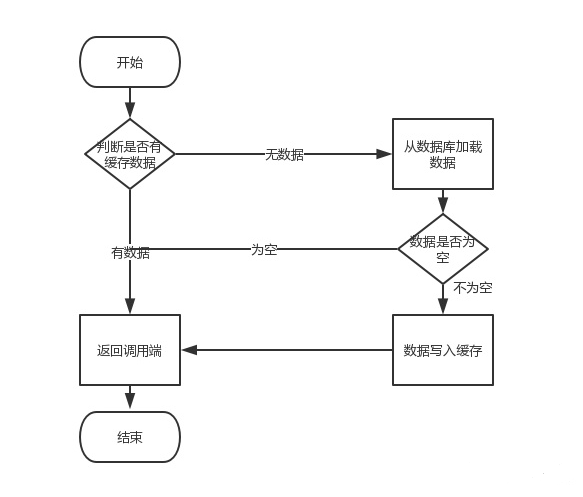 开始
判断是否有
缓存数据
无数据
从数据库加载
数据
有数据
为空
数据是否为
空
不为空
返回调用端
数据写入缓存
结束